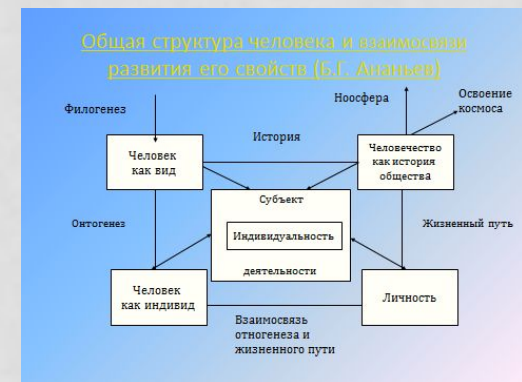 Общая структура человека и взаимосвязи
развития его свойств (Б.Г. Ананьев)
Ноосфера
Освоение
космоса
Филогенез
История
Человек
как вид
Человечество
как история
общества
Субъект
Онтогенез
Индивидуальность
Жизненный путь
деятельности
Человек
как индивид
Личность
Взаимосвязь
отногенеза и
жизненного пути